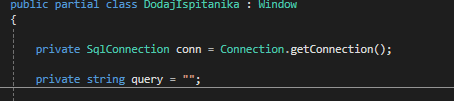 public partial class DodajIspitanika : Window
{
private SqlConnection conn = Connection.getConnection();
private string query = "";